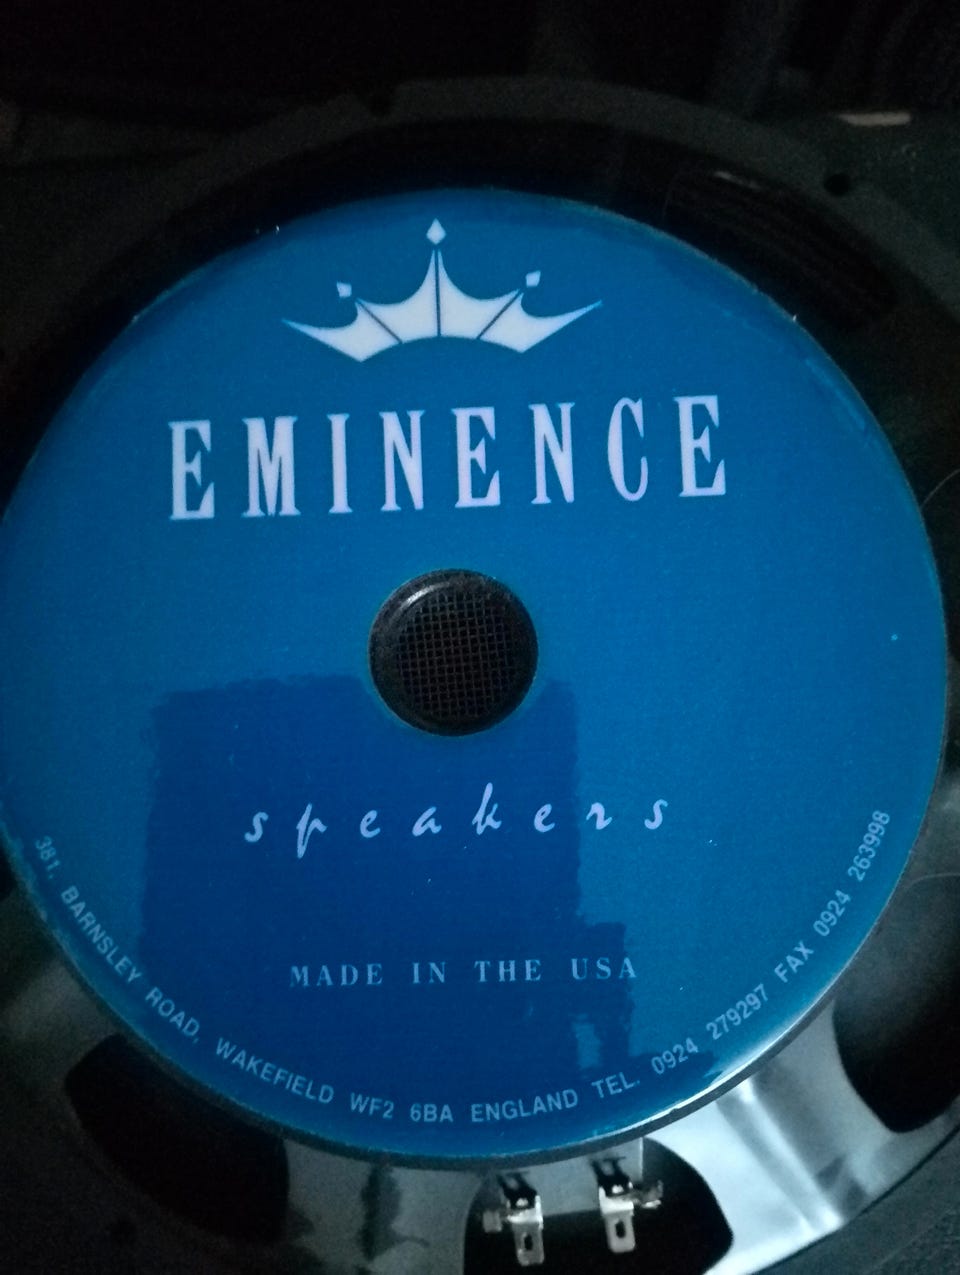 EMINENCE
speakers
MADE IN THE USA
381, BARNSLEY ROAD, WAKEFIELD WF2 6BA ENGLAND TEL. 0924 279297 FAX 0924 263998